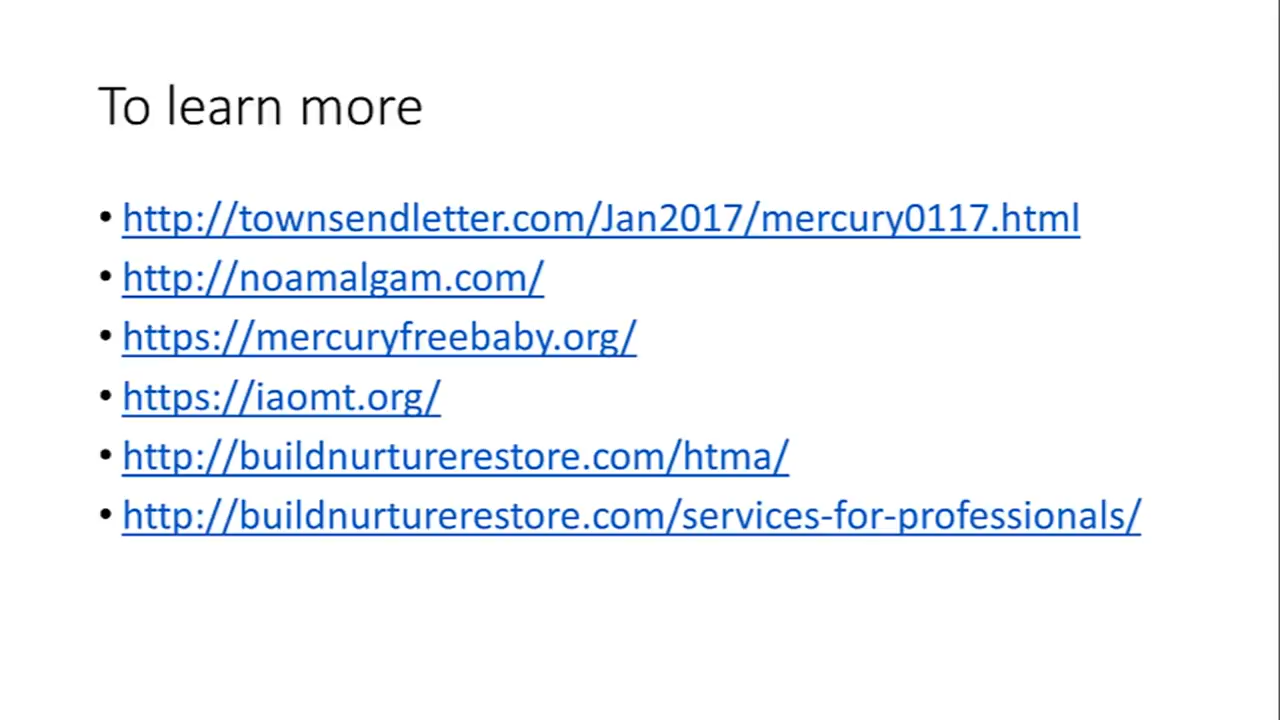 To learn more
• http://townsendletter.com/Jan2017/mercury0117.html
• http://noamalgam.com/
• https://mercuryfreebaby.org/
• https://iaomt.org/
• http://buildnurturerestore.com/htma/
• http://buildnurturerestore.com/services-for-professionals/